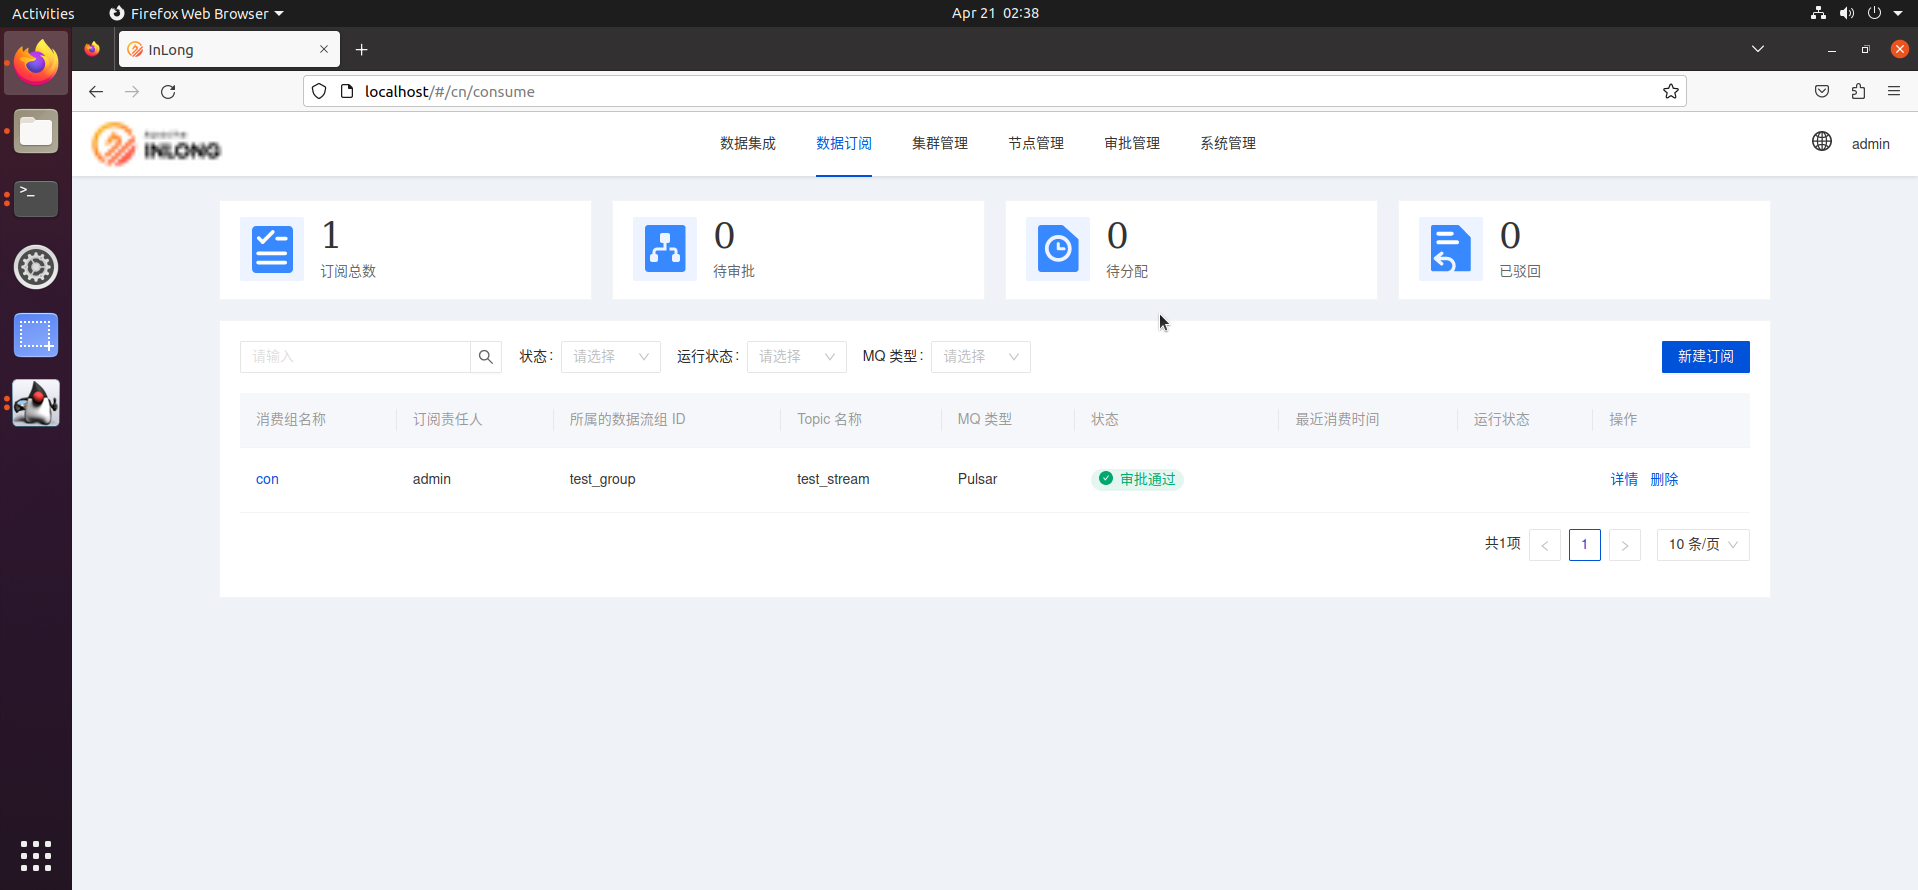 Activities Firefox Web Browser Apr 21 02:38
InLong
localhost/#/cn/consume
Apache
INLONG
数据集成 数据订阅 集群管理 节点管理 审批管理 系统管理 admin
1 0 0 0
订阅总数 待审批 待分配 已驳回
请输入 状态: 请选择 运行状态: 请选择 MQ 类型: 请选择 新建订阅
消费组名称 订阅责任人 所属的数据流组 ID Topic 名称 MQ 类型 状态 最近消费时间 运行状态 操作
con admin test_group test_stream Pulsar 审批通过 详情 删除
共1项 < 1 > 10 条/页